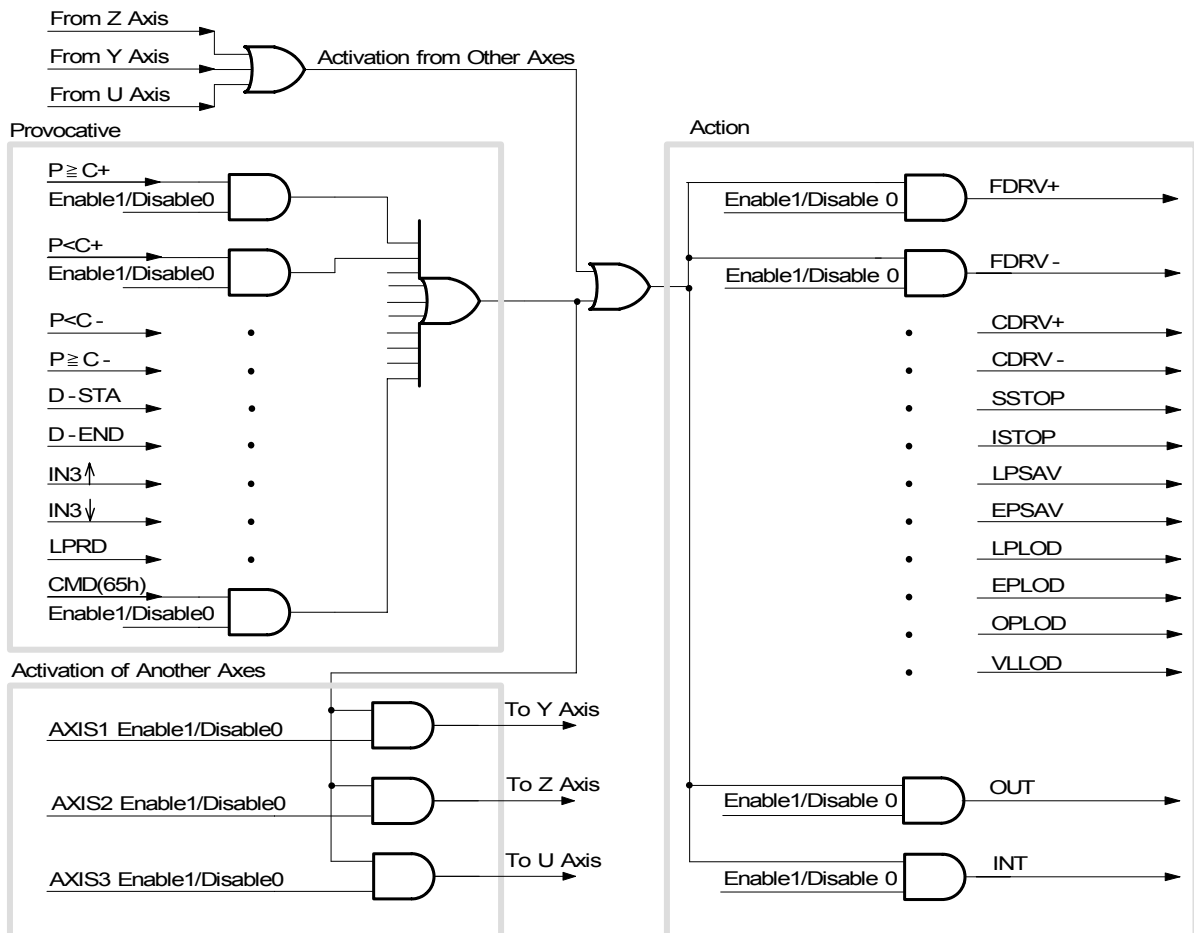 From Z Axis
From Y Axis
From U Axis
Activation from Other Axes
Provocative
P≧C+
Enable1/Disable0
P<C+
Enable1/Disable0
P<C-
P≧C-
D-STA
D-END
IN3↑
IN3↓
LPRD
CMD(65h)
Enable1/Disable0
Activation of Another Axes
AXIS1 Enable1/Disable0
To Y Axis
AXIS2 Enable1/Disable0
To Z Axis
AXIS3 Enable1/Disable0
To U Axis
Action
Enable1/Disable 0
FDRV+
Enable1/Disable 0
FDRV-
CDRV+
CDRV-
SSTOP
ISTOP
LPSAV
EPSAV
LPLOD
EPLOD
OPLOD
VLLOD
Enable1/Disable 0
OUT
Enable1/Disable 0
INT